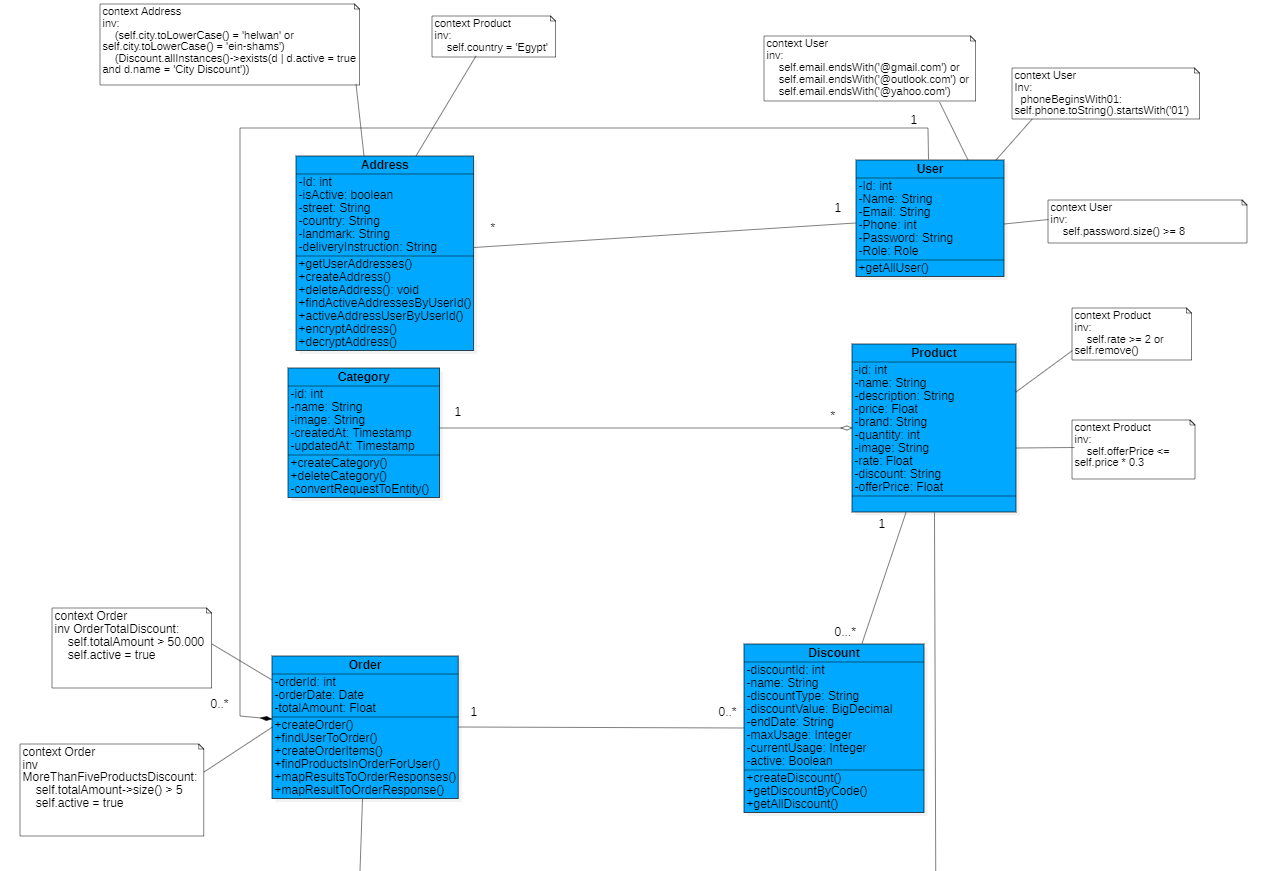 context Address
inv:
(self.city.toLowerCase() = 'helwan' or
self.city.toLowerCase() = 'ein-shams')
(Discount.allInstances()->exists(d | d.active = true
and d.name = 'City Discount'))
context Product
inv:
self.country = 'Egypt'
context User
inv:
self.email.endsWith('@gmail.com') or
self.email.endsWith('@outlook.com') or
self.email.endsWith('@yahoo.com')
context User
Inv:
phoneBeginsWith01:
self.phone.toString().startsWith('01')
1
Address
-Id: int
-isActive: boolean
-street: String
-country: String
-landmark: String
-deliveryInstruction: String
+getUserAddresses()
+createAddress()
+deleteAddress(): void
+findActiveAddressesByUserId()
+activeAddressUserByUserId()
+encryptAddress()
+decryptAddress()
*
1
User
-Id: int
-Name: String
-Email: String
-Phone: int
-Password: String
-Role: Role
+getAllUser()
context User
inv:
self.password.size() >= 8
context Product
inv:
self.rate >= 2 or
self.remove()
Category
-id: int
-name: String
-image: String
-createdAt: Timestamp
-updatedAt: Timestamp
+createCategory()
+deleteCategory()
-convertRequestToEntity()
1
*
Product
-id: int
-name: String
-description: String
-price: Float
-brand: String
-quantity: int
-image: String
-rate: Float
-discount: String
-offerPrice: Float
context Product
inv:
self.offerPrice <=
self.price * 0.3
1
0...*
context Order
inv OrderTotalDiscount:
self.totalAmount > 50.000
self.active = true
0..*
context Order
inv
MoreThanFiveProductsDiscount:
self.totalAmount->size() > 5
self.active = true
Order
-orderId: int
-orderDate: Date
-totalAmount: Float
+createOrder()
+findUserToOrder()
+createOrderItems()
+findProductsInOrderForUser()
+mapResultsToOrderResponses()
+mapResultToOrderResponse()
1
0..*
Discount
-discountId: int
-name: String
-discountType: String
-discountValue: BigDecimal
-endDate: String
-maxUsage: Integer
-currentUsage: Integer
-active: Boolean
+createDiscount()
+getDiscountByCode()
+getAllDiscount()